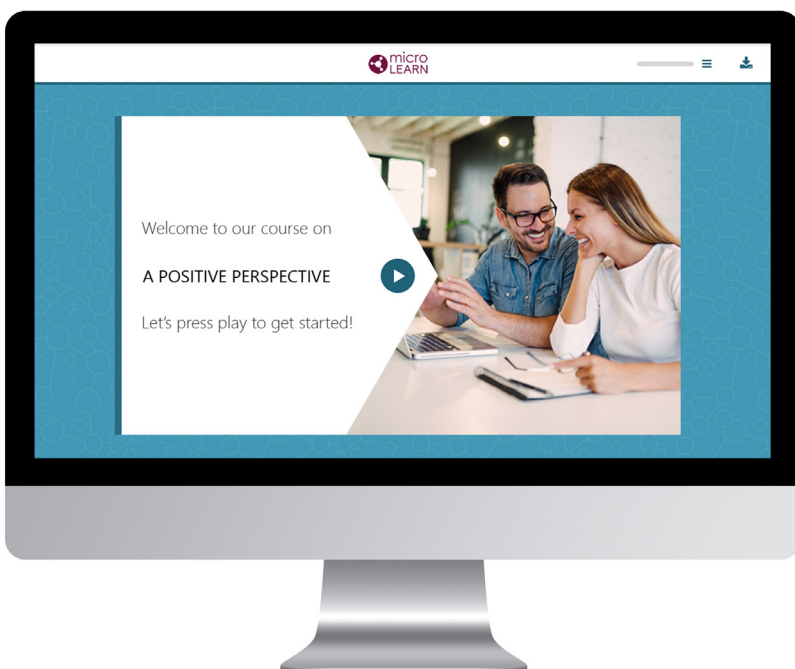 micro
LEARN
Welcome to our course on
A POSITIVE PERSPECTIVE
Let's press play to get started!